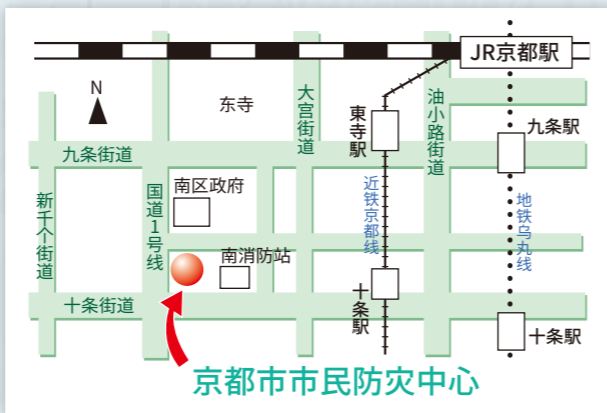 JR京都駅
N
东寺
大宫街道
東寺駅
油小路街道
九条駅
九条街道
新千个街道
国道1号线
南区政府
近铁京都线
地铁乌丸线
南消防站
十条街道
十条駅
十条駅
京都市市民防灾中心